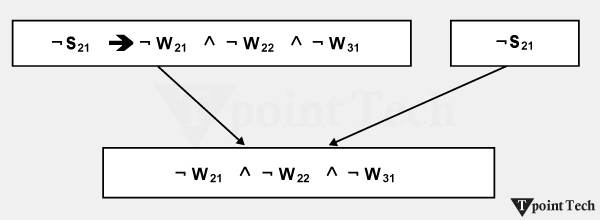 ¬S₂₁ ➔ ¬W₂₁ ^ ¬W₂₂ ^ ¬W₃₁
¬S₂₁
Tpoint Tech
¬W₂₁ ^ ¬W₂₂ ^ ¬W₃₁
Tpoint Tech